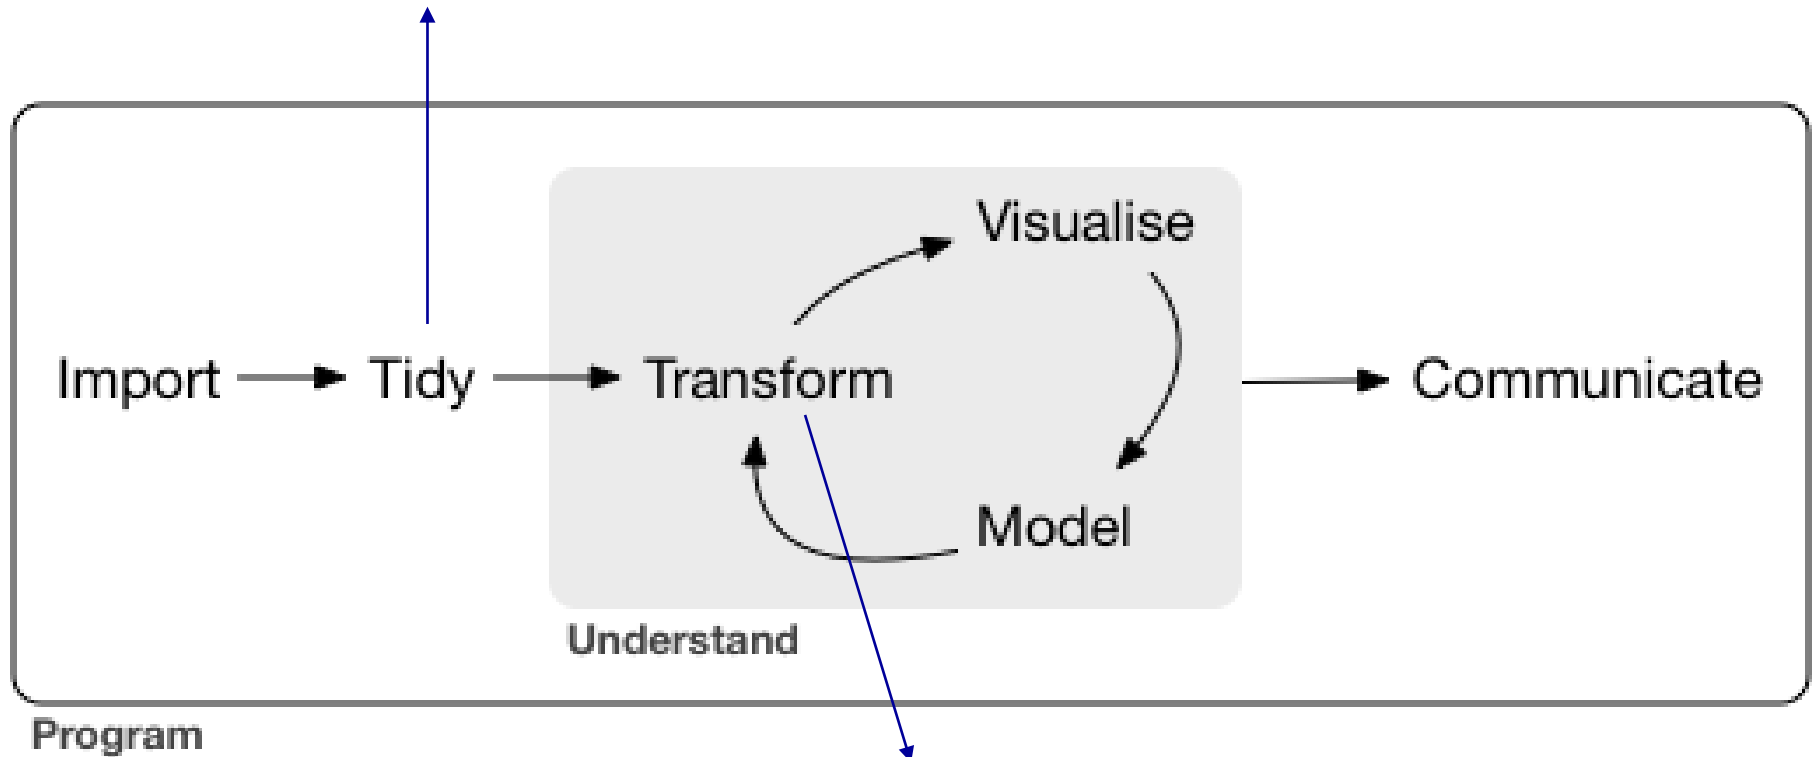 Visualise
Import
Tidy
Transform
Communicate
Model
Understand
Program